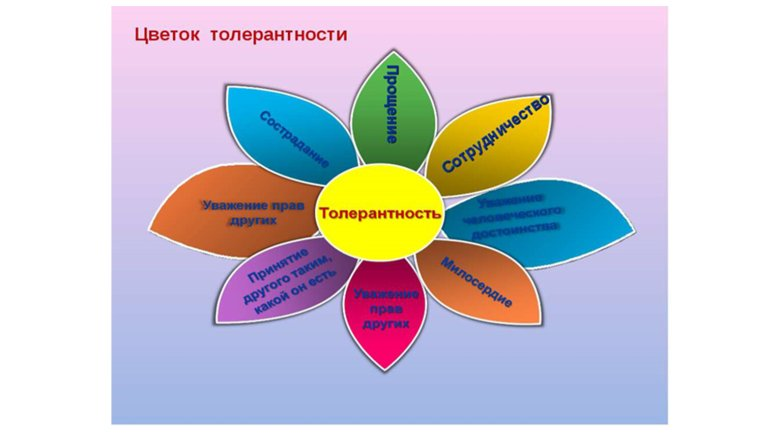 Цветок толерантности
Прощение
Сотрудничество
Уважение
человеческого
достоинства
Милосердие
Уважение
прав
других
Принятие
другого таким,
какой он есть
Уважение прав
других
Сострадание
Толерантность